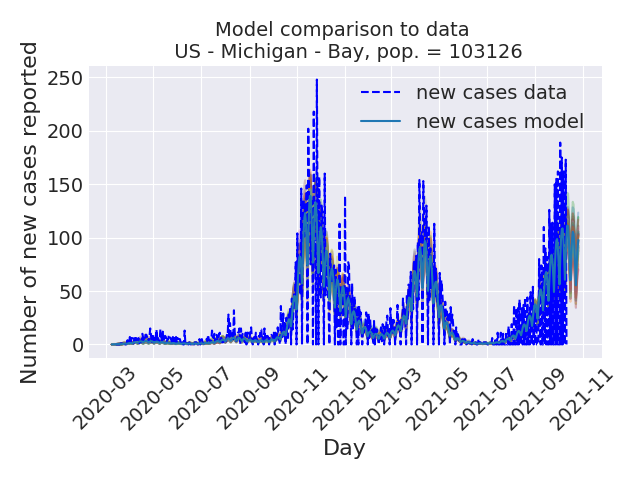 Model comparison to data
US - Michigan - Bay, pop. = 103126
Number of new cases reported
250
200
150
100
50
0
new cases data
new cases model
2020-03
2020-05
2020-07
2020-09
2020-11
2021-01
2021-03
2021-05
2021-07
2021-09
2021-11
Day